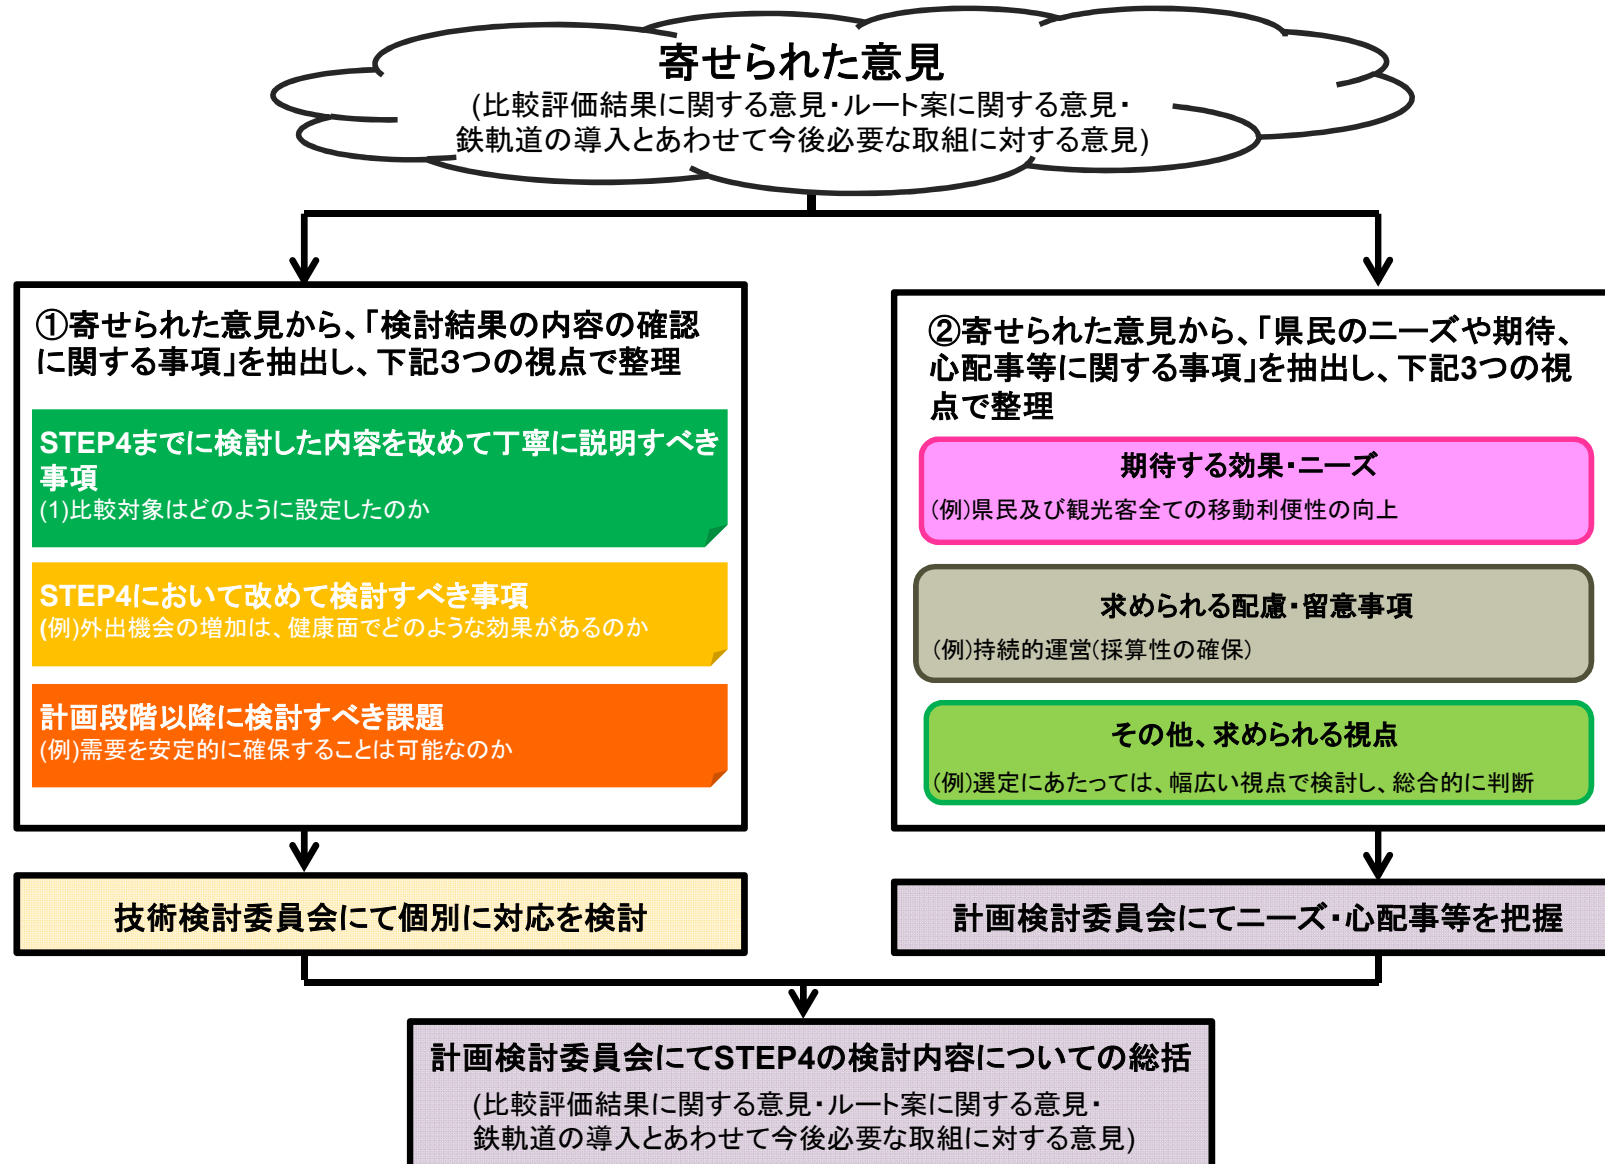 寄せられた意見
(比較評価結果に関する意見・ルート案に関する意見・
鉄軌道の導入とあわせて今後必要な取組に対する意見)
①寄せられた意見から、「検討結果の内容の確認
に関する事項」を抽出し、下記3つの視点で整理
STEP4までに検討した内容を改めて丁寧に説明すべき
事項
(1)比較対象はどのように設定したのか
STEP4において改めて検討すべき事項
(例)外出機会の増加は、健康面でどのような効果があるのか
計画段階以降に検討すべき課題
(例)需要を安定的に確保することは可能なのか
技術検討委員会にて個別に対応を検討
②寄せられた意見から、「県民のニーズや期待、
心配事等に関する事項」を抽出し、下記3つの視
点で整理
期待する効果・ニーズ
(例)県民及び観光客全ての移動利便性の向上
求められる配慮・留意事項
(例)持続的運営(採算性の確保)
その他、求められる視点
(例)選定にあたっては、幅広い視点で検討し、総合的に判断
計画検討委員会にてニーズ・心配事等を把握
計画検討委員会にてSTEP4の検討内容についての総括
(比較評価結果に関する意見・ルート案に関する意見・
鉄軌道の導入とあわせて今後必要な取組に対する意見)